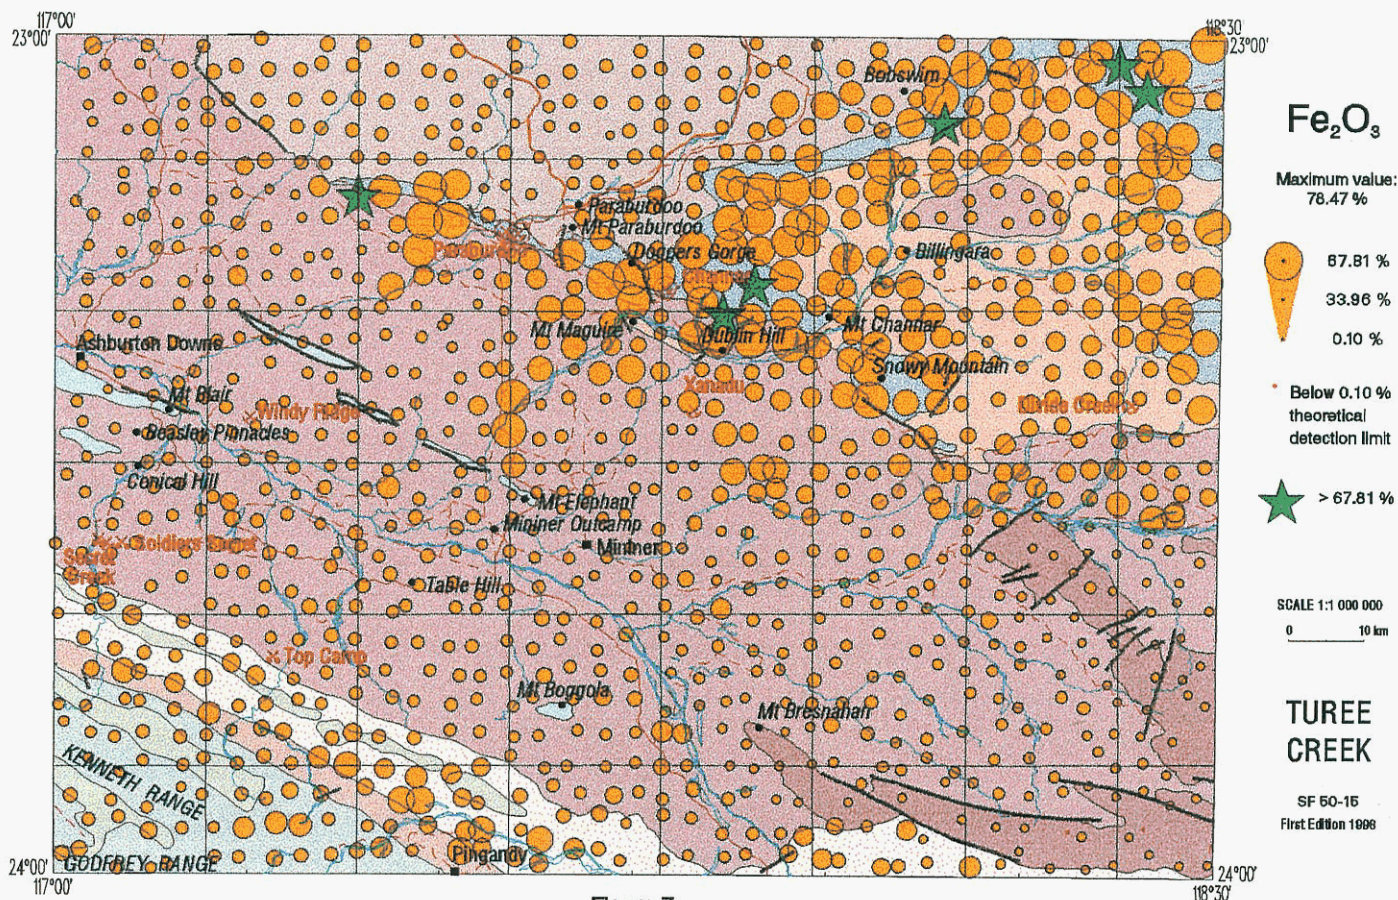 117°00'
23°00'
118°30'
23°00'
Bobswim
Fe₂O₃
Maximum value:
78.47 %
Paraburdoo
Mt Paraburdoo
Paraburdoo
Doggers Gorge
Billingara
Channar
67.81 %
33.96 %
0.10 %
Mt Maguire
Dublin Hill
Mt Channar
Ashburton Downs
Snowy Mountain
Xanadu
Mt Blair
Windy Ridge
Beasley Pinnacles
Below 0.10 %
theoretical
detection limit
Conical Hill
Mt Elephant
Mininer Outcamp
Mininer
> 67.81 %
Soldiers Secret
Secret
Creek
Table Hill
SCALE 1:1 000 000
0 10 km
Top Camp
Mt Boggola
Mt Bresnahan
TUREE
CREEK
KENNETH RANGE
SF 50-15
First Edition 1998
GODFREY RANGE
Pingandy
24°00'
117°00'
24°00'
118°30'